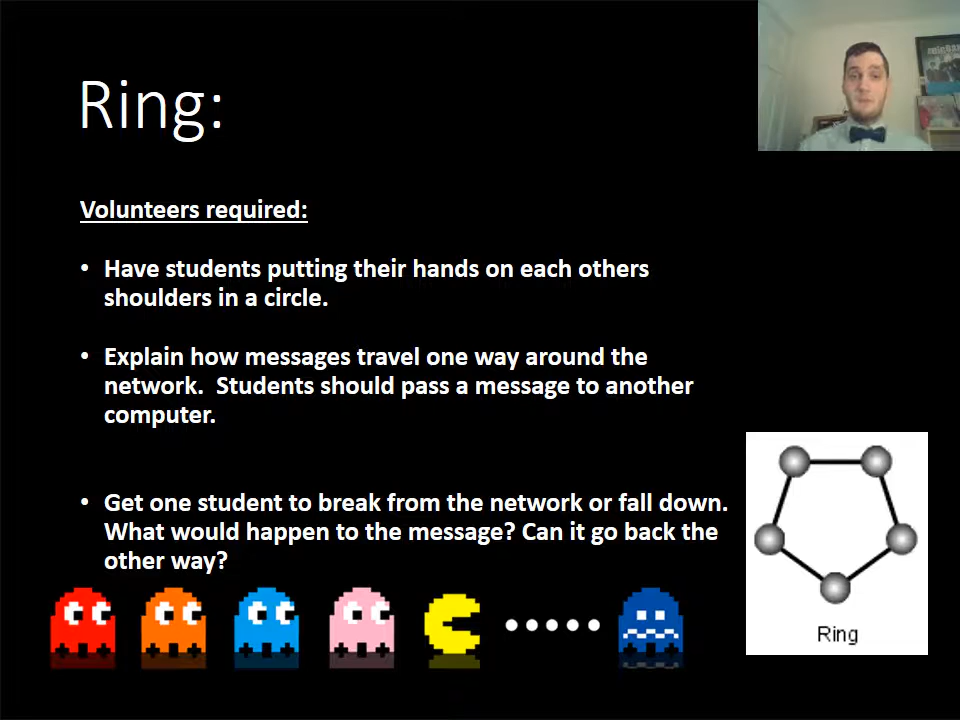 Ring:
Volunteers required:
• Have students putting their hands on each others
shoulders in a circle.
• Explain how messages travel one way around the
network.  Students should pass a message to another
computer.
• Get one student to break from the network or fall down.
What would happen to the message? Can it go back the
other way?
Ring